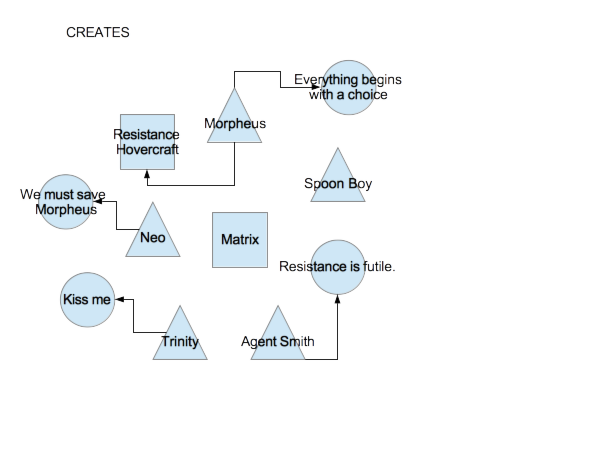 CREATES
Everything begins
with a choice
Morpheus
Resistance
Hovercraft
Spoon Boy
We must save
Morpheus
Neo
Matrix
Resistance is futile.
Kiss me
Trinity
Agent Smith